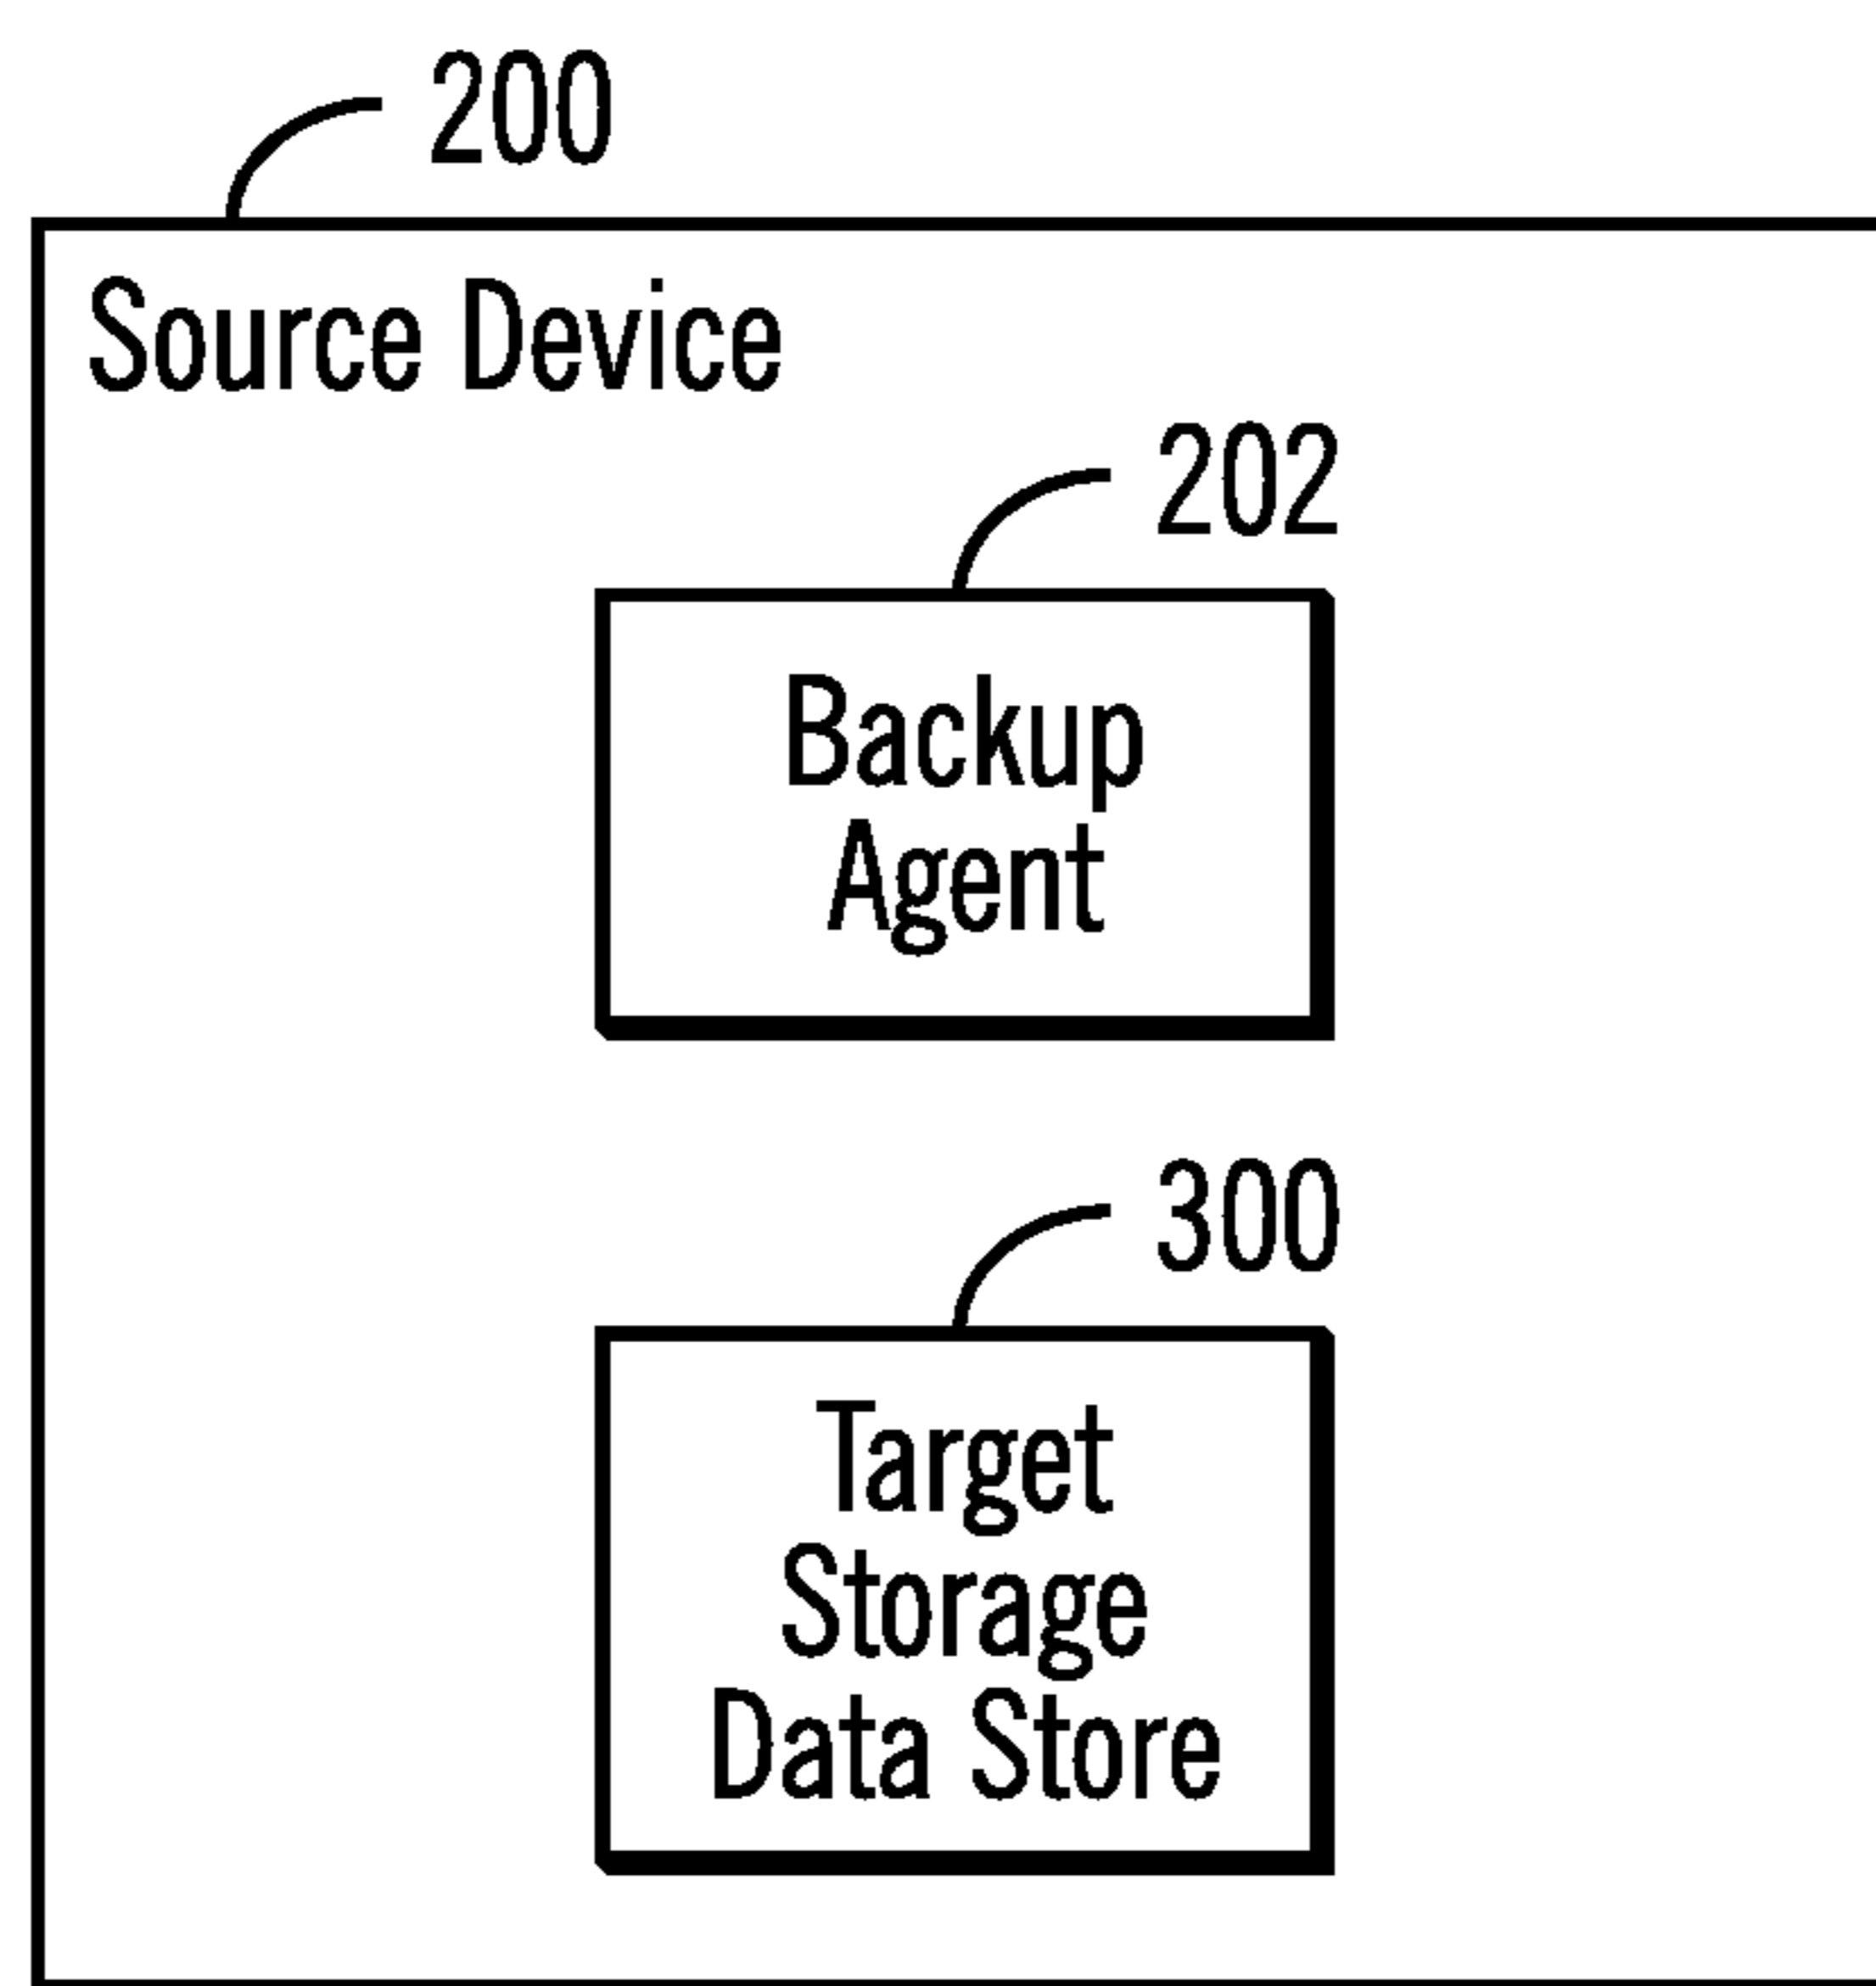 200
Source Device
202
Backup
Agent
300
Target
Storage
Data Store